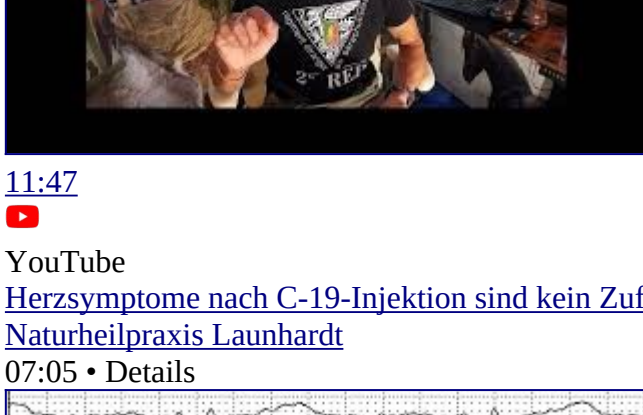 2e REP
11:47
YouTube
Herzsymptome nach C-19-Injektion sind kein Zuf
Naturheilpraxis Launhardt
07:05 • Details